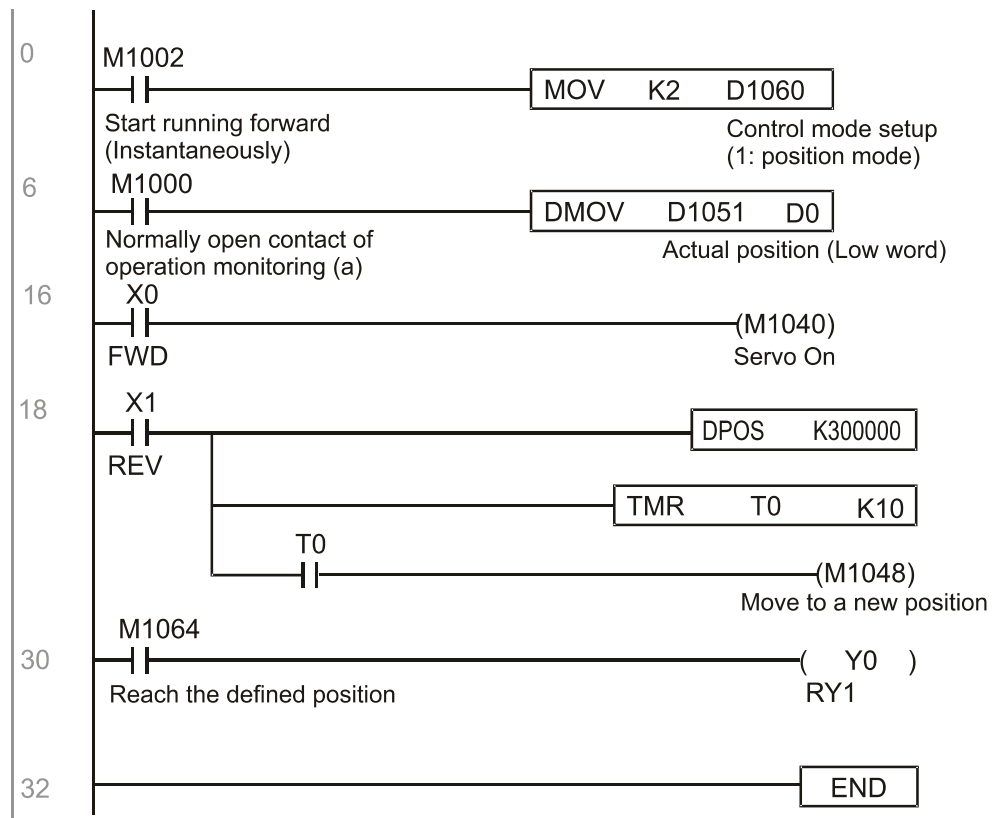 0
M1002
MOV K2 D1060
Start running forward
(Instantaneously)
Control mode setup
(1: position mode)
6
M1000
DMOV D1051 D0
Normally open contact of
operation monitoring (a)
Actual position (Low word)
16
X0
(M1040)
FWD
Servo On
18
X1
DPOS K300000
REV
TMR T0 K10
T0
(M1048)
Move to a new position
M1064
30
( Y0 )
Reach the defined position
RY1
32
END